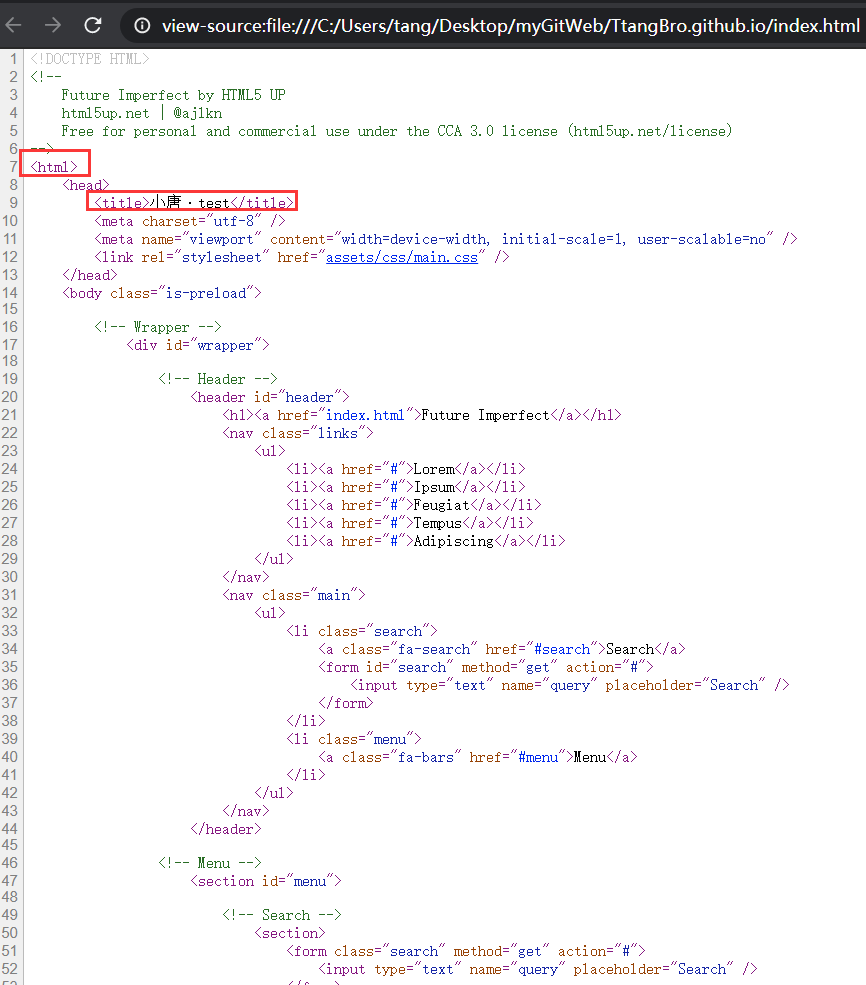 view-source:file:///C:/Users/tang/Desktop/myGitWeb/TtangBro.github.io/index.html
1 <!DOCTYPE HTML>
2 <!--
3 Future Imperfect by HTML5 UP
4 html5up.net | @ajlkn
5 Free for personal and commercial use under the CCA 3.0 license (html5up.net/license)
6 -->
7 <html>
8 <head>
9 <title>小唐·test</title>
10 <meta charset="utf-8" />
11 <meta name="viewport" content="width=device-width, initial-scale=1, user-scalable=no" />
12 <link rel="stylesheet" href="assets/css/main.css" />
13 </head>
14 <body class="is-preload">
15
16 <!-- Wrapper -->
17 <div id="wrapper">
18
19 <!-- Header -->
20 <header id="header">
21 <h1><a href="index.html">Future Imperfect</a></h1>
22 <nav class="links">
23 <ul>
24 <li><a href="#">Lorem</a></li>
25 <li><a href="#">Ipsum</a></li>
26 <li><a href="#">Feugiat</a></li>
27 <li><a href="#">Tempus</a></li>
28 <li><a href="#">Adipiscing</a></li>
29 </ul>
30 </nav>
31 <nav class="main">
32 <ul>
33 <li class="search">
34 <a class="fa-search" href="#search">Search</a>
35 <form id="search" method="get" action="#">
36 <input type="text" name="query" placeholder="Search" />
37 </form>
38 </li>
39 <li class="menu">
40 <a class="fa-bars" href="#menu">Menu</a>
41 </li>
42 </ul>
43 </nav>
44 </header>
45
46 <!-- Menu -->
47 <section id="menu">
48
49 <!-- Search -->
50 <section>
51 <form class="search" method="get" action="#">
52 <input type="text" name="query" placeholder="Search" />